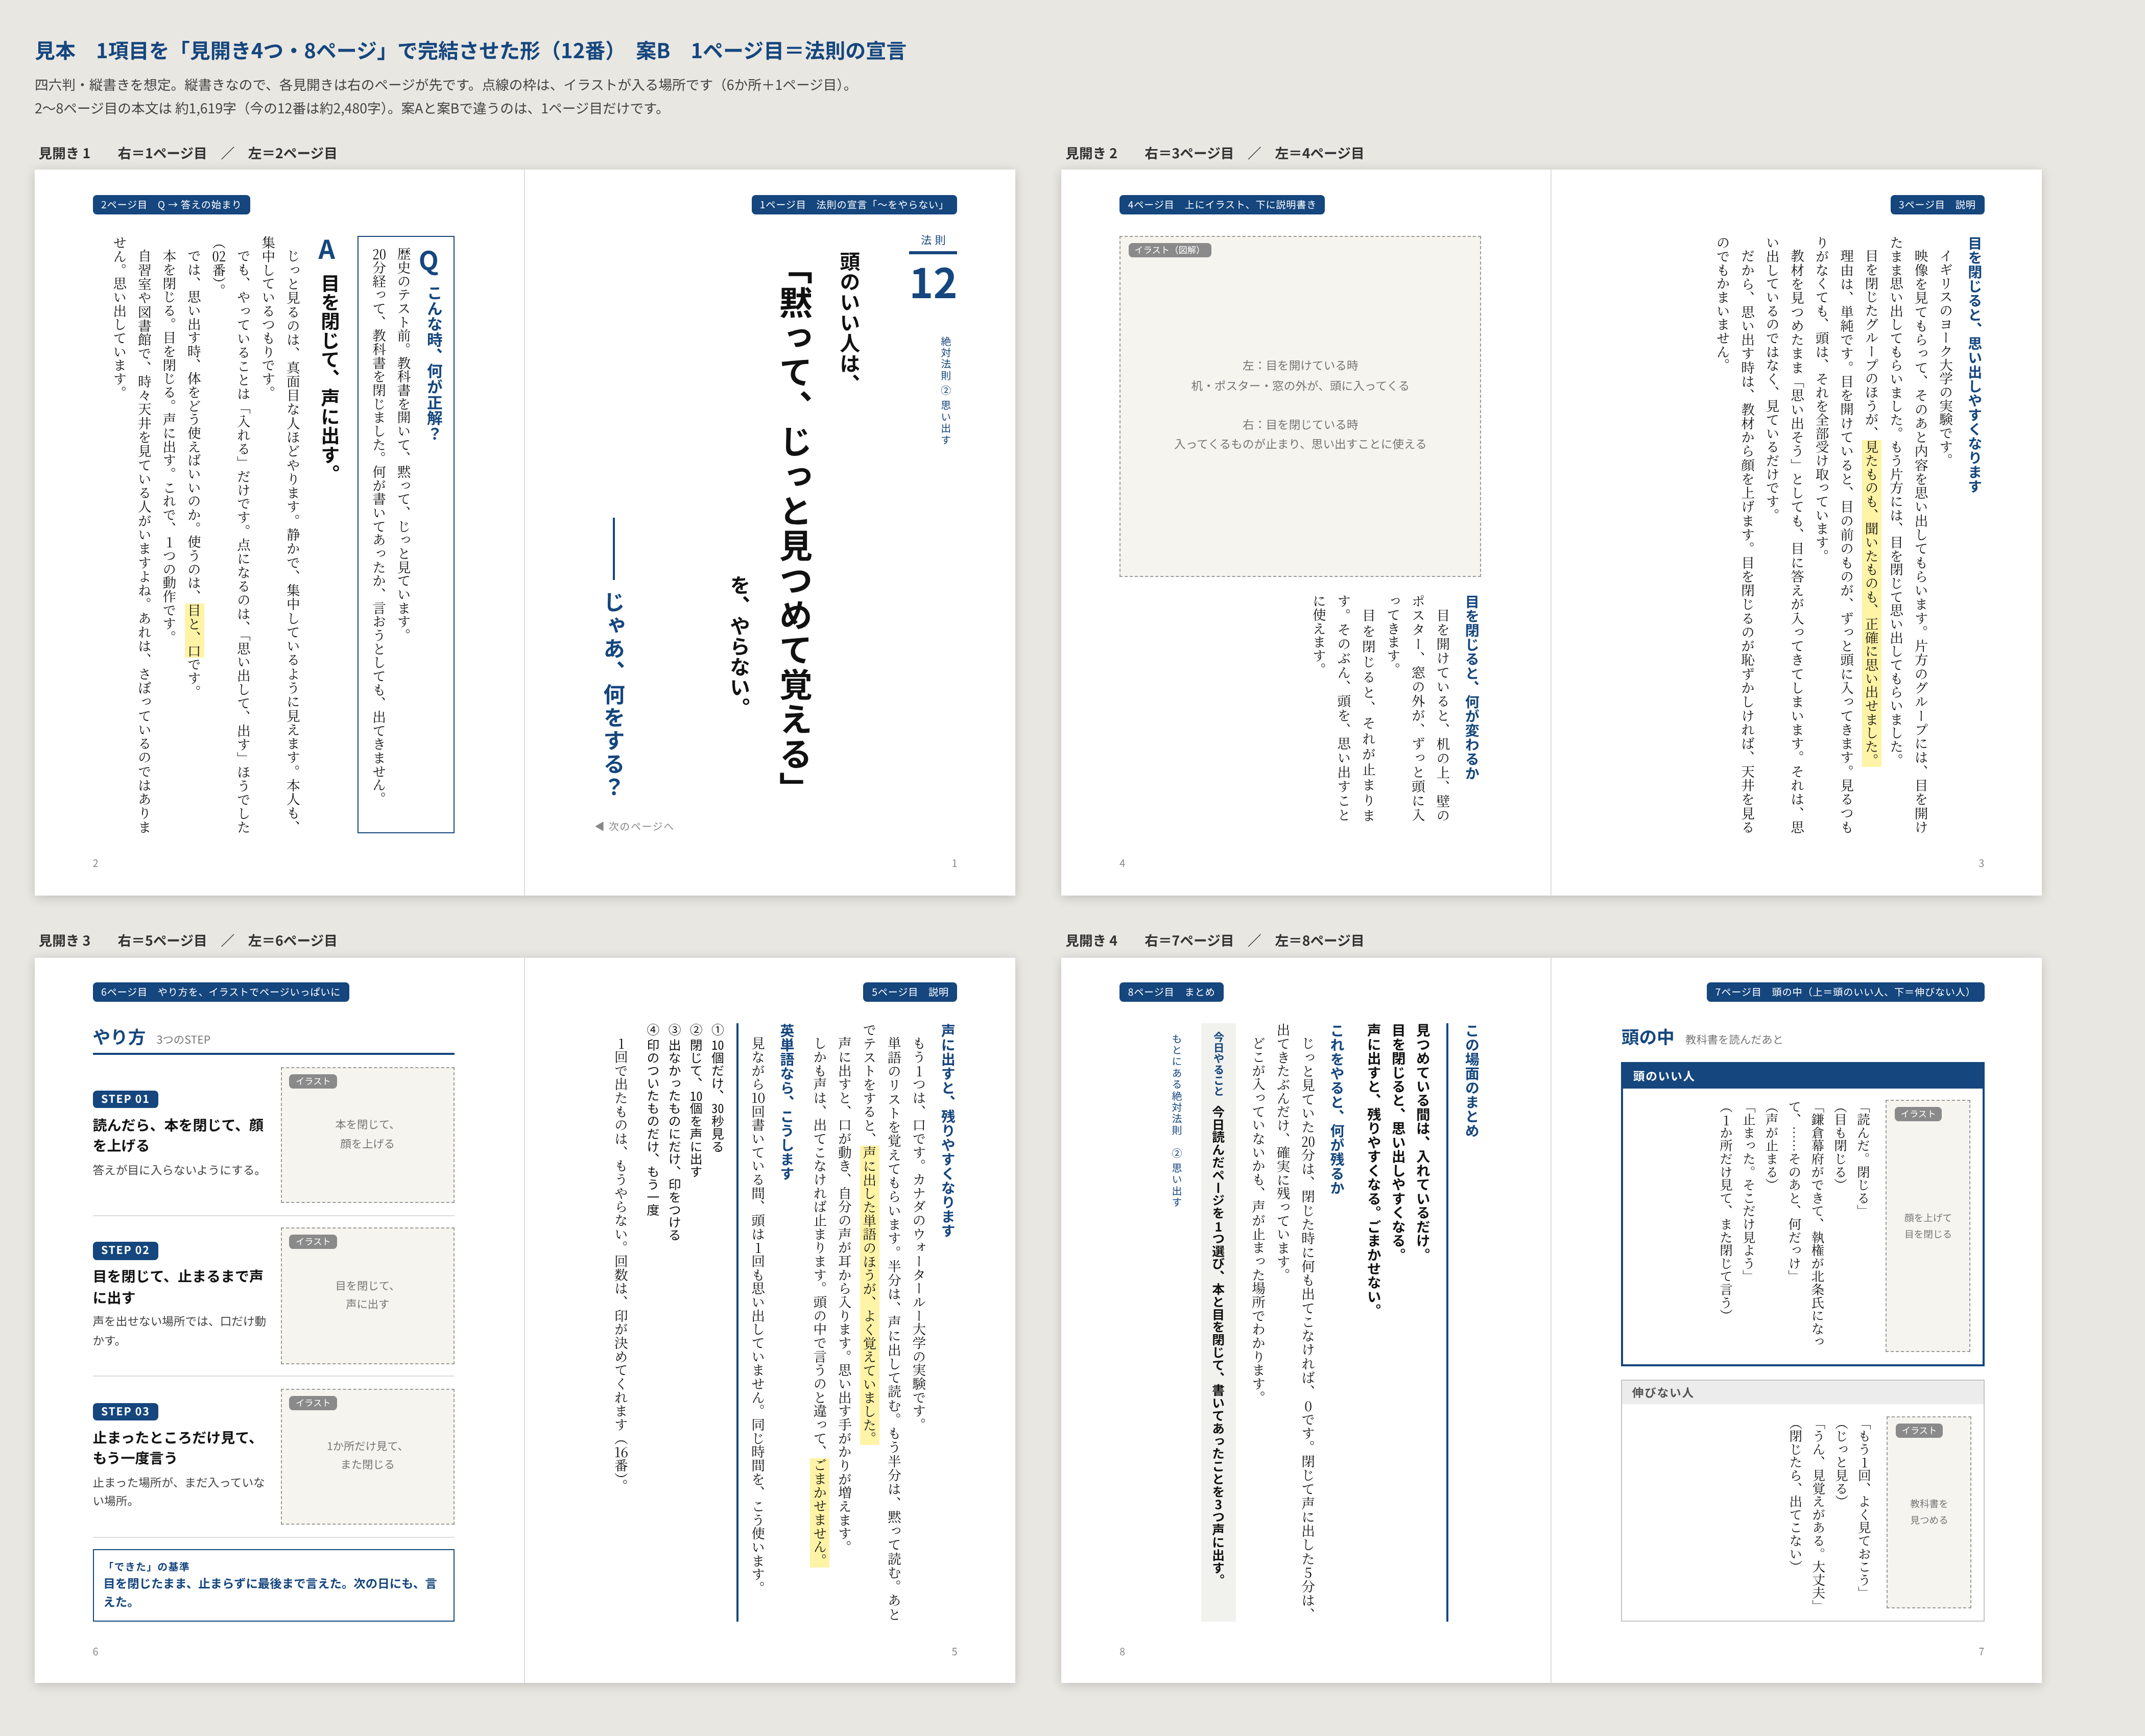 見本　1項目を「見開き4つ・8ページ」で完結させた形（12番）　案B　1ページ目＝法則の宣言
四六判・縦書きを想定。縦書きなので、各見開きは右のページが先です。点線の枠は、イラストが入る場所です（6か所＋1ページ目）。
2〜8ページ目の本文は 約1,619字（今の12番は約2,480字）。案Aと案Bで違うのは、1ページ目だけです。
見開き 1　　右＝1ページ目　／　左＝2ページ目
1ページ目　法則の宣言「〜をやらない」
法則
12
絶対法則 ② 思い出す
頭のいい人は、
「黙って、じっと見つめて覚える」
を、やらない。
——じゃあ、何をする？
◀ 次のページへ
1
2ページ目　Q → 答えの始まり
Q こんな時、何が正解？
歴史のテスト前。教科書を開いて、黙って、じっと見ています。
20分経って、教科書を閉じました。何が書いてあったか、言おうとしても、出てきません。
A 目を閉じて、声に出す。
じっと見るのは、真面目な人ほどやります。静かで、集中しているように見えます。本人も、
集中しているつもりです。
でも、やっていることは「入れる」だけです。点になるのは、「思い出して、出す」ほうでした
（02番）。
では、思い出す時、体をどう使えばいいのか。使うのは、目と、口です。
本を閉じる。目を閉じる。声に出す。これで、1つの動作です。
自習室や図書館で、時々天井を見ている人がいますよね。あれは、さぼっているのではありま
せん。思い出しています。
2
見開き 2　　右＝3ページ目　／　左＝4ページ目
3ページ目　説明
目を閉じると、思い出しやすくなります
イギリスのヨーク大学の実験です。
映像を見てもらって、そのあと内容を思い出してもらいます。片方のグループには、目を開け
たまま思い出してもらいました。もう片方には、目を閉じて思い出してもらいました。
目を閉じたグループのほうが、見たものも、聞いたものも、正確に思い出せました。
理由は、単純です。目を開けていると、目の前のものが、ずっと頭に入ってきます。見るつも
りがなくても、頭は、それを全部受け取っています。
教材を見つめたまま「思い出そう」としても、目に答えが入ってきてしまいます。それは、思
い出しているのではなく、見ているだけです。
だから、思い出す時は、教材から顔を上げます。目を閉じるのが恥ずかしければ、天井を見る
のでもかまいません。
3
4ページ目　上にイラスト、下に説明書き
イラスト（図解）
左：目を開けている時
机・ポスター・窓の外が、頭に入ってくる
右：目を閉じている時
入ってくるものが止まり、思い出すことに使える
目を閉じると、何が変わるか
目を開けていると、机の上、壁の
ポスター、窓の外が、ずっと頭に入
ってきます。
目を閉じると、それが止まりま
す。そのぶん、頭を、思い出すこと
に使えます。
4
見開き 3　　右＝5ページ目　／　左＝6ページ目
5ページ目　説明
声に出すと、残りやすくなります
もう1つは、口です。カナダのウォータールー大学の実験です。
単語のリストを覚えてもらいます。半分は、声に出して読む。もう半分は、黙って読む。あと
でテストをすると、声に出した単語のほうが、よく覚えていました。
声に出すと、口が動き、自分の声が耳から入ります。思い出す手がかりが増えます。
しかも声は、出てこなければ止まります。頭の中で言うのと違って、ごまかせません。
英単語なら、こうします
見ながら10回書いている間、頭は1回も思い出していません。同じ時間を、こう使います。
①10個だけ、30秒見る
②閉じて、10個を声に出す
③出なかったものにだけ、印をつける
④印のついたものだけ、もう一度
1回で出たものは、もうやらない。回数は、印が決めてくれます（16番）。
5
6ページ目　やり方を、イラストでページいっぱいに
やり方　3つのSTEP
STEP 01
読んだら、本を閉じて、顔
を上げる
答えが目に入らないようにする。
イラスト
本を閉じて、
顔を上げる
STEP 02
目を閉じて、止まるまで声
に出す
声を出せない場所では、口だけ動
かす。
イラスト
目を閉じて、
声に出す
STEP 03
止まったところだけ見て、
もう一度言う
止まった場所が、まだ入っていな
い場所。
イラスト
1か所だけ見て、
また閉じる
「できた」の基準
目を閉じたまま、止まらずに最後まで言えた。次の日にも、言
えた。
6
見開き 4　　右＝7ページ目　／　左＝8ページ目
7ページ目　頭の中（上＝頭のいい人、下＝伸びない人）
頭の中　教科書を読んだあと
頭のいい人
イラスト
顔を上げて
目を閉じる
「読んだ。閉じる」
（目も閉じる）
「鎌倉幕府ができて、執権が北条氏になっ
て、……そのあと、何だっけ」
（声が止まる）
「止まった。そこだけ見よう」
（1か所だけ見て、また閉じて言う）
伸びない人
イラスト
教科書を
見つめる
「もう1回、よく見ておこう」
（じっと見る）
「うん、見覚えがある。大丈夫」
（閉じたら、出てこない）
7
8ページ目　まとめ
この場面のまとめ
見つめている間は、入れているだけ。
目を閉じると、思い出しやすくなる。
声に出すと、残りやすくなる。ごまかせない。
これをやると、何が残るか
じっと見ていた20分は、閉じた時に何も出てこなければ、0です。閉じて声に出した5分は、
出てきたぶんだけ、確実に残っています。
どこが入っていないかも、声が止まった場所でわかります。
今日やること　今日読んだページを1つ選び、本と目を閉じて、書いてあったことを3つ声に出す。
もとにある絶対法則　② 思い出す
8